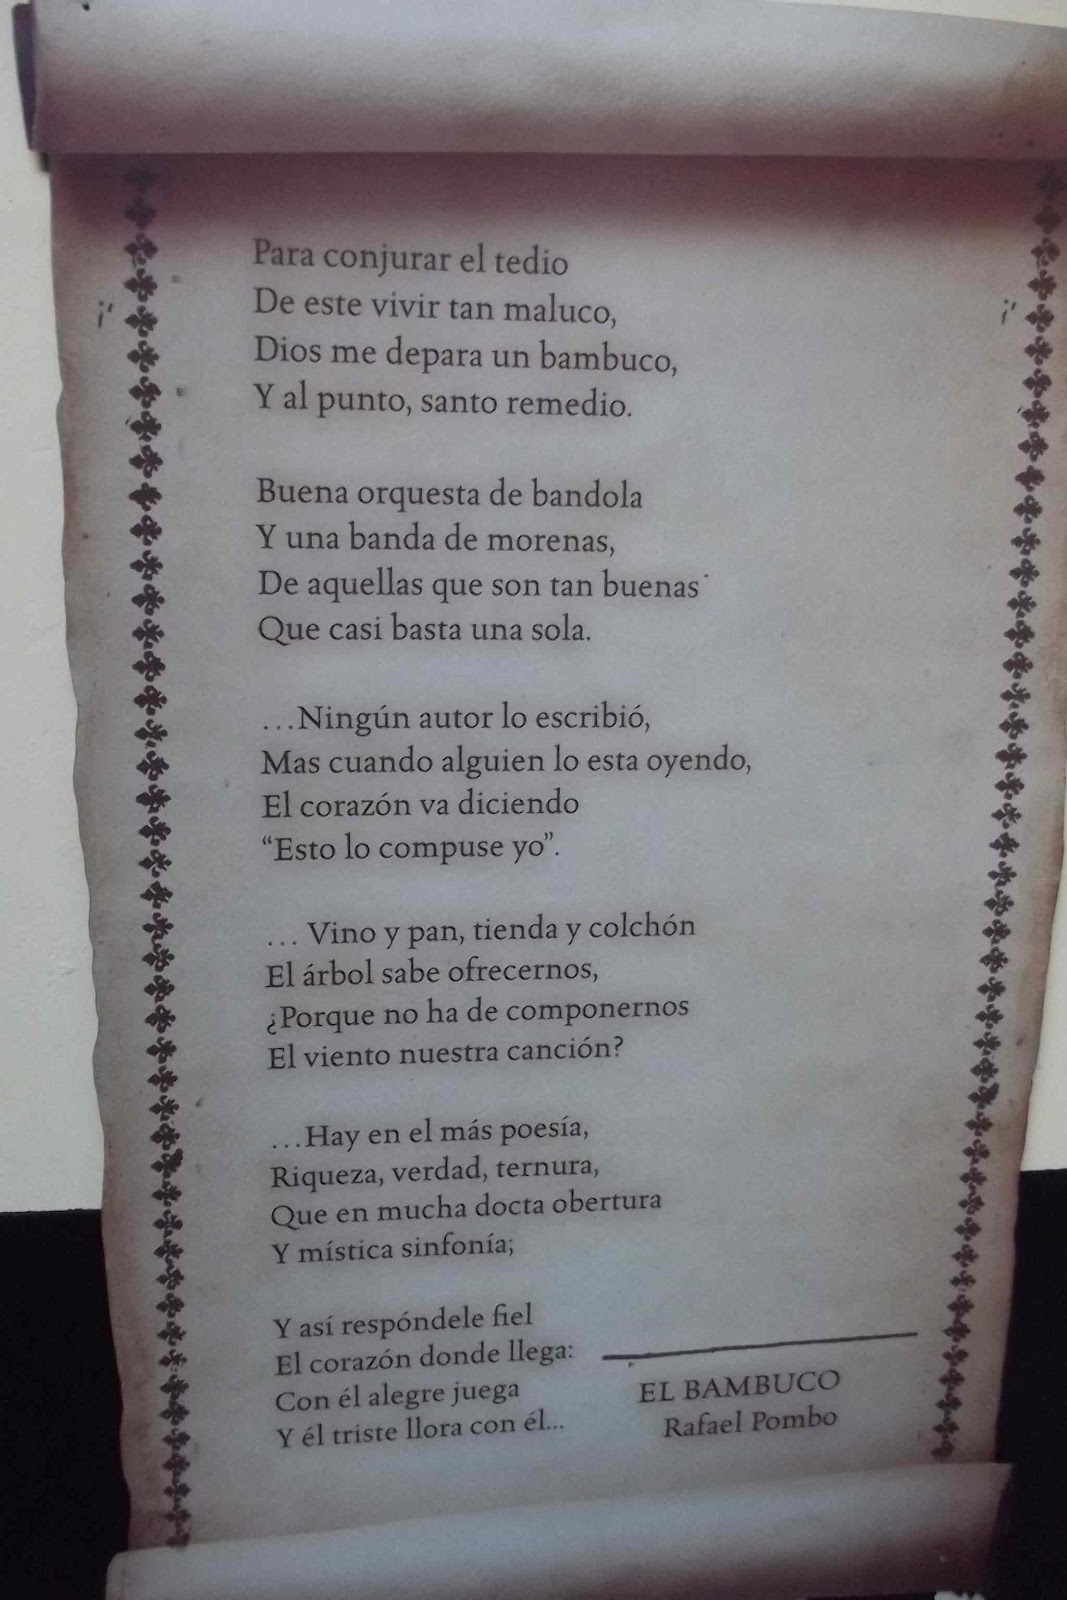 Para conjurar el tedio
De este vivir tan maluco,
Dios me depara un bambuco,
Y al punto, santo remedio.
Buena orquesta de bandola
Y una banda de morenas,
De aquellas que son tan buenas
Que casi basta una sola.
…Ningún autor lo escribió,
Mas cuando alguien lo esta oyendo,
El corazón va diciendo
“Esto lo compuse yo”.
… Vino y pan, tienda y colchón
El árbol sabe ofrecernos,
¿Porque no ha de componernos
El viento nuestra canción?
…Hay en el más poesía,
Riqueza, verdad, ternura,
Que en mucha docta obertura
Y mística sinfonía;
Y así respóndele fiel
El corazón donde llega:
Con él alegre juega
Y él triste llora con él...
EL BAMBUCO
Rafael Pombo